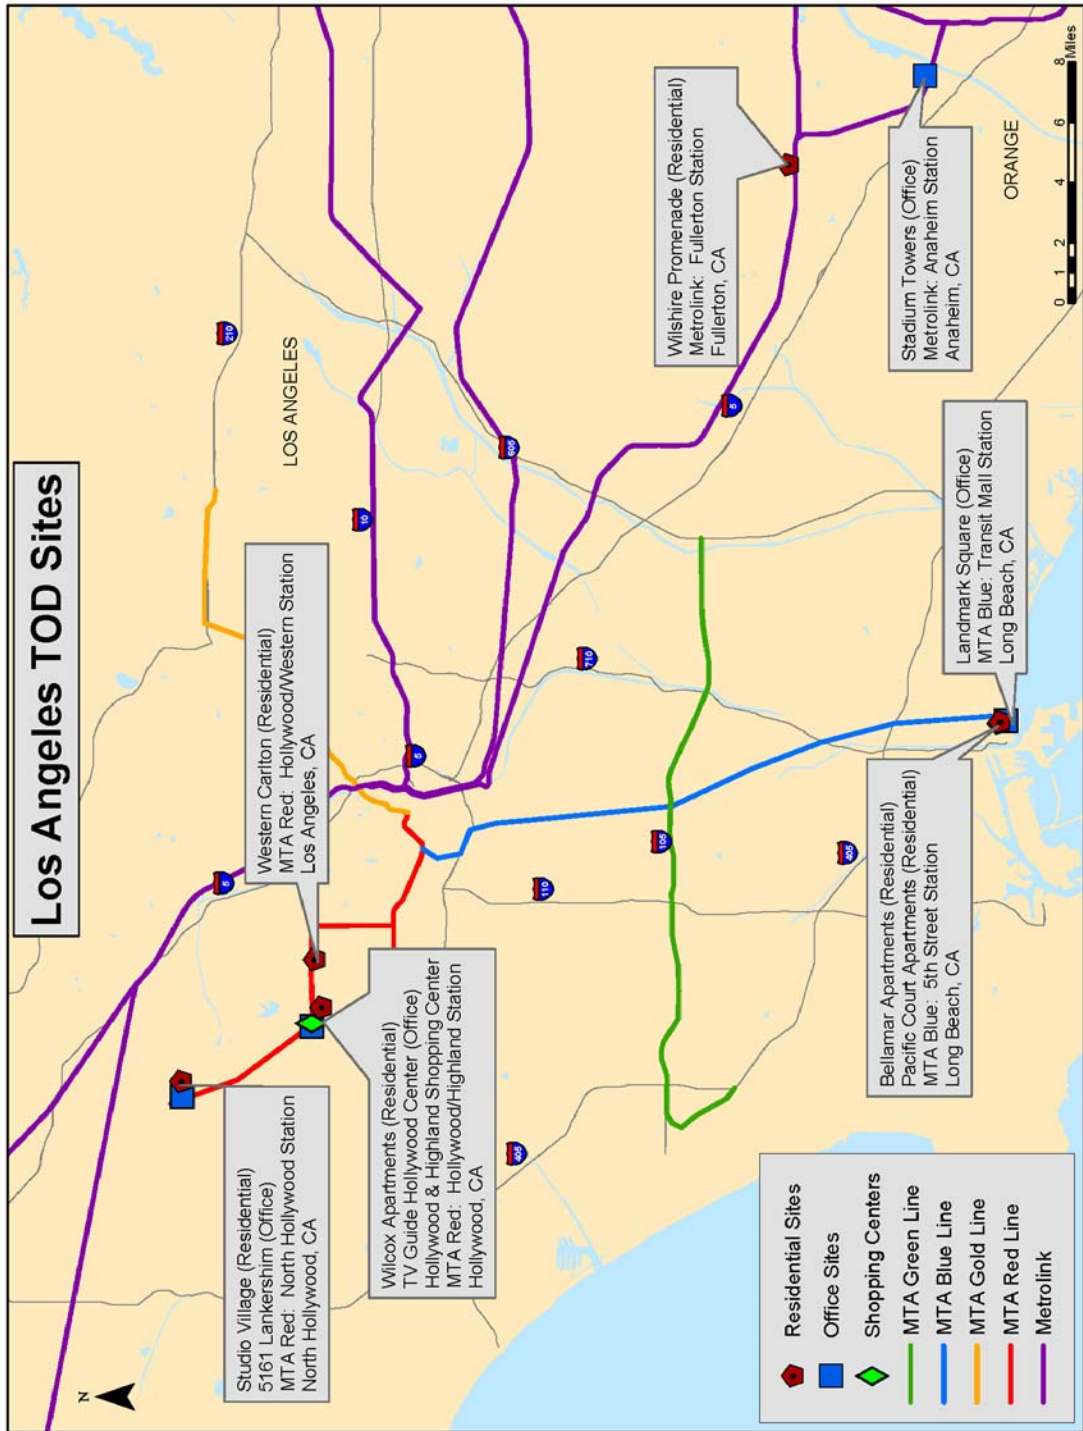 Los Angeles TOD Sites
N
Studio Village (Residential)
5161 Lankershim (Office)
MTA Red: North Hollywood Station
North Hollywood, CA
Western Carlton (Residential)
MTA Red: Hollywood/Western Station
Los Angeles, CA
Wilcox Apartments (Residential)
TV Guide Hollywood Center (Office)
Hollywood & Highland Shopping Center
MTA Red: Hollywood/Highland Station
Hollywood, CA
LOS ANGELES
210
5
10
5
605
405
110
710
105
5
405
Wilshire Promenade (Residential)
Metrolink: Fullerton Station
Fullerton, CA
Stadium Towers (Office)
Metrolink: Anaheim Station
Anaheim, CA
Bellamar Apartments (Residential)
Pacific Court Apartments (Residential)
MTA Blue: 5th Street Station
Long Beach, CA
Landmark Square (Office)
MTA Blue: Transit Mall Station
Long Beach, CA
ORANGE
Residential Sites
Office Sites
Shopping Centers
MTA Green Line
MTA Blue Line
MTA Gold Line
MTA Red Line
Metrolink
0 1 2 4 6 8
Miles